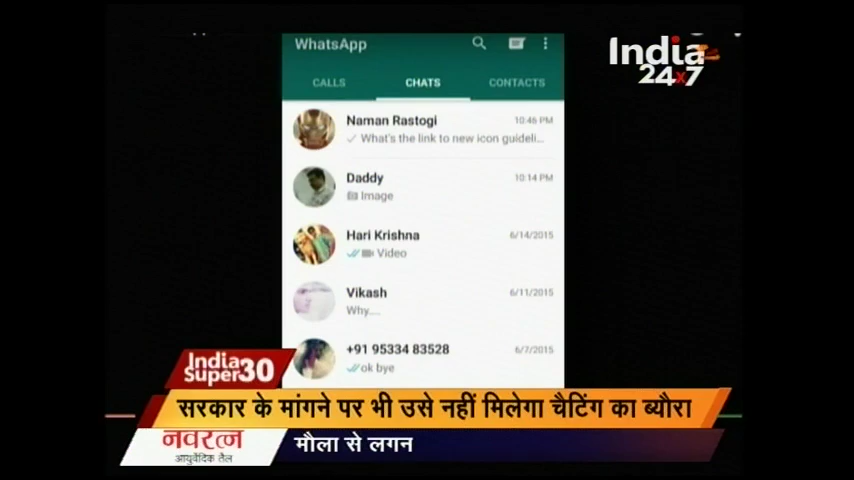 WhatsApp
India
24x7
CALLS CHATS CONTACTS
Naman Rastogi 10:46 PM
What's the link to new icon guideli...
Daddy 10:14 PM
Image
Hari Krishna 6/14/2015
Video
Vikash 6/11/2015
Why....
+91 95334 83528 6/7/2015
ok bye
India
Super30
सरकार के मांगने पर भी उसे नहीं मिलेगा चैटिंग का ब्यौरा
नवरत्न
आयुर्वेदिक तैल
मौला से लगन